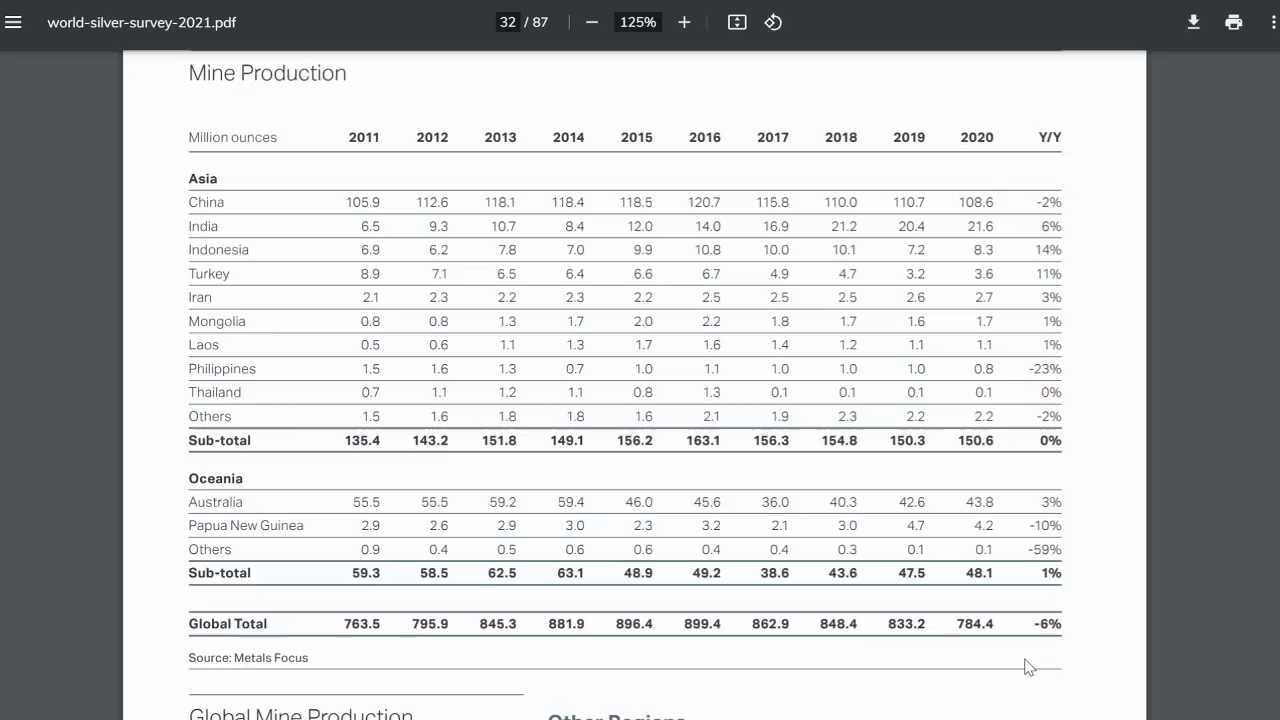 world-silver-survey-2021.pdf 32 / 87 125%
Mine Production
Million ounces 2011 2012 2013 2014 2015 2016 2017 2018 2019 2020 Y/Y
Asia
China 105.9 112.6 118.1 118.4 118.5 120.7 115.8 110.0 110.7 108.6 -2%
India 6.5 9.3 10.7 8.4 12.0 14.0 16.9 21.2 20.4 21.6 6%
Indonesia 6.9 6.2 7.8 7.0 9.9 10.8 10.0 10.1 7.2 8.3 14%
Turkey 8.9 7.1 6.5 6.4 6.6 6.7 4.9 4.7 3.2 3.6 11%
Iran 2.1 2.3 2.2 2.3 2.2 2.5 2.5 2.5 2.6 2.7 3%
Mongolia 0.8 0.8 1.3 1.7 2.0 2.2 1.8 1.7 1.6 1.7 1%
Laos 0.5 0.6 1.1 1.3 1.7 1.6 1.4 1.2 1.1 1.1 1%
Philippines 1.5 1.6 1.3 0.7 1.0 1.1 1.0 1.0 1.0 0.8 -23%
Thailand 0.7 1.1 1.2 1.1 0.8 1.3 0.1 0.1 0.1 0.1 0%
Others 1.5 1.6 1.8 1.8 1.6 2.1 1.9 2.3 2.2 2.2 -2%
Sub-total 135.4 143.2 151.8 149.1 156.2 163.1 156.3 154.8 150.3 150.6 0%
Oceania
Australia 55.5 55.5 59.2 59.4 46.0 45.6 36.0 40.3 42.6 43.8 3%
Papua New Guinea 2.9 2.6 2.9 3.0 2.3 3.2 2.1 3.0 4.7 4.2 -10%
Others 0.9 0.4 0.5 0.6 0.6 0.4 0.4 0.3 0.1 0.1 -59%
Sub-total 59.3 58.5 62.5 63.1 48.9 49.2 38.6 43.6 47.5 48.1 1%
Global Total 763.5 795.9 845.3 881.9 896.4 899.4 862.9 848.4 833.2 784.4 -6%
Source: Metals Focus
Global Mine Production Other Regions